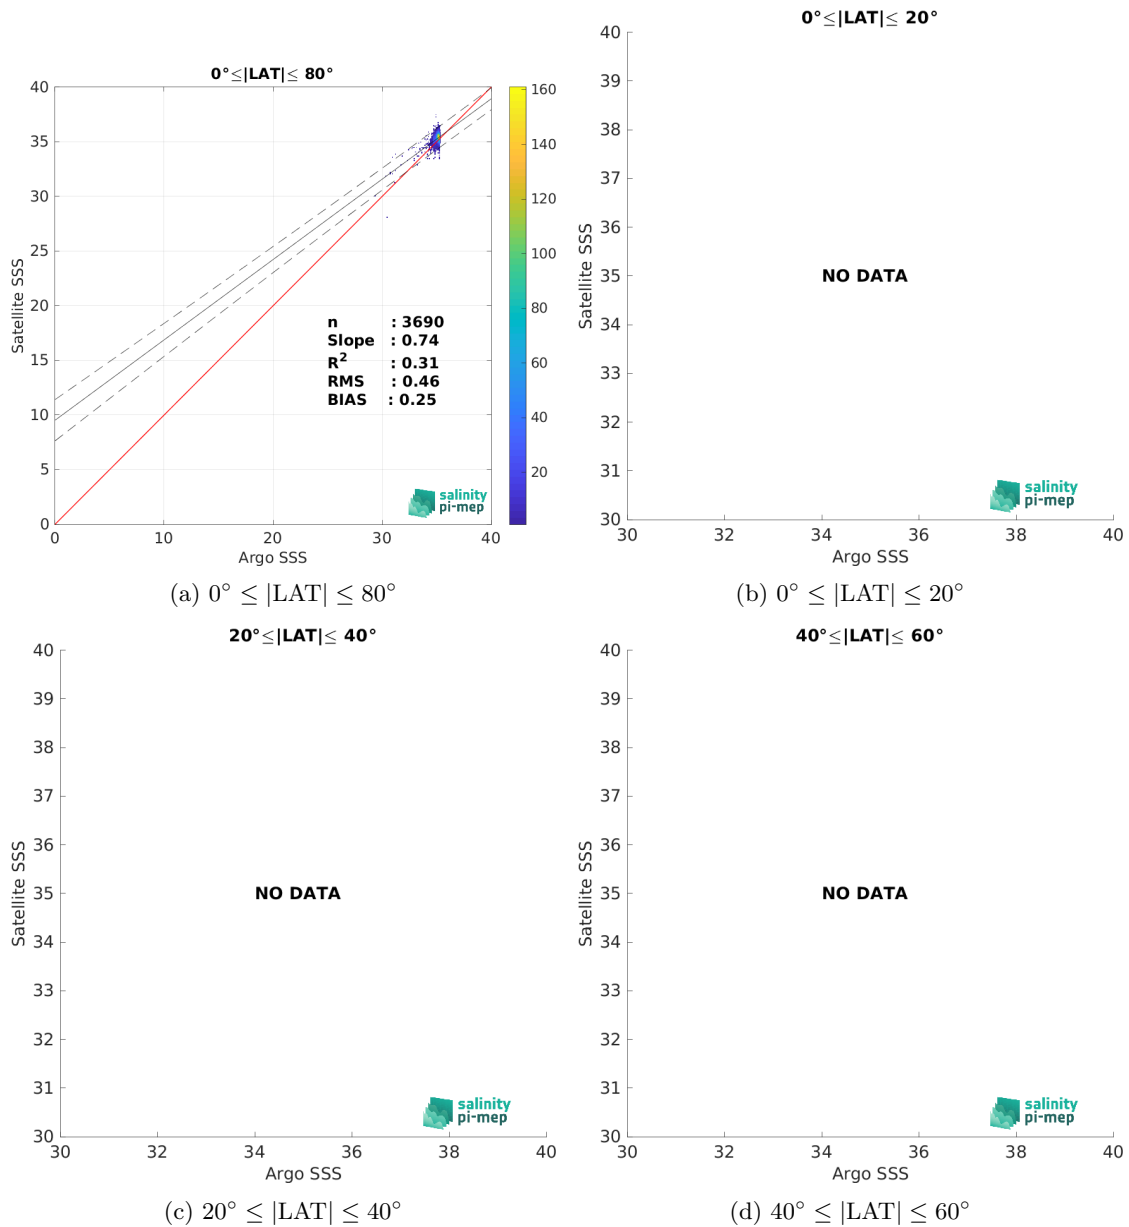 0°≤|LAT|≤ 80°
40
35
30
25
20
15
10
5
0
Satellite SSS
0
10
20
30
40
Argo SSS
160
140
120
100
80
60
40
20
n : 3690
Slope : 0.74
R² : 0.31
RMS : 0.46
BIAS : 0.25
salinity
pi-mep
(a) 0° ≤ |LAT| ≤ 80°
0°≤|LAT|≤ 20°
40
39
38
37
36
35
34
33
32
31
30
Satellite SSS
NO DATA
30
32
34
36
38
40
Argo SSS
salinity
pi-mep
(b) 0° ≤ |LAT| ≤ 20°
20°≤|LAT|≤ 40°
40
39
38
37
36
35
34
33
32
31
30
Satellite SSS
NO DATA
30
32
34
36
38
40
Argo SSS
salinity
pi-mep
(c) 20° ≤ |LAT| ≤ 40°
40°≤|LAT|≤ 60°
40
39
38
37
36
35
34
33
32
31
30
Satellite SSS
NO DATA
30
32
34
36
38
40
Argo SSS
salinity
pi-mep
(d) 40° ≤ |LAT| ≤ 60°